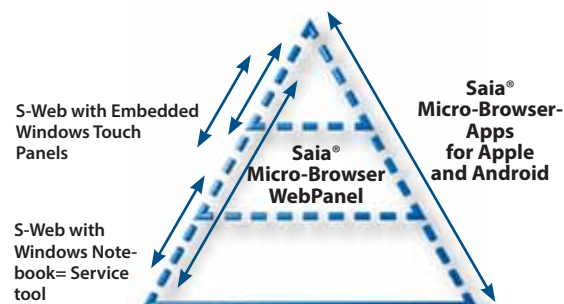 S-Web with Embedded
Windows Touch
Panels
Saia®
Micro-Browser
WebPanel
Saia®
Micro-Browser-
Apps
for Apple
and Android
S-Web with
Windows Note-
book= Service
tool